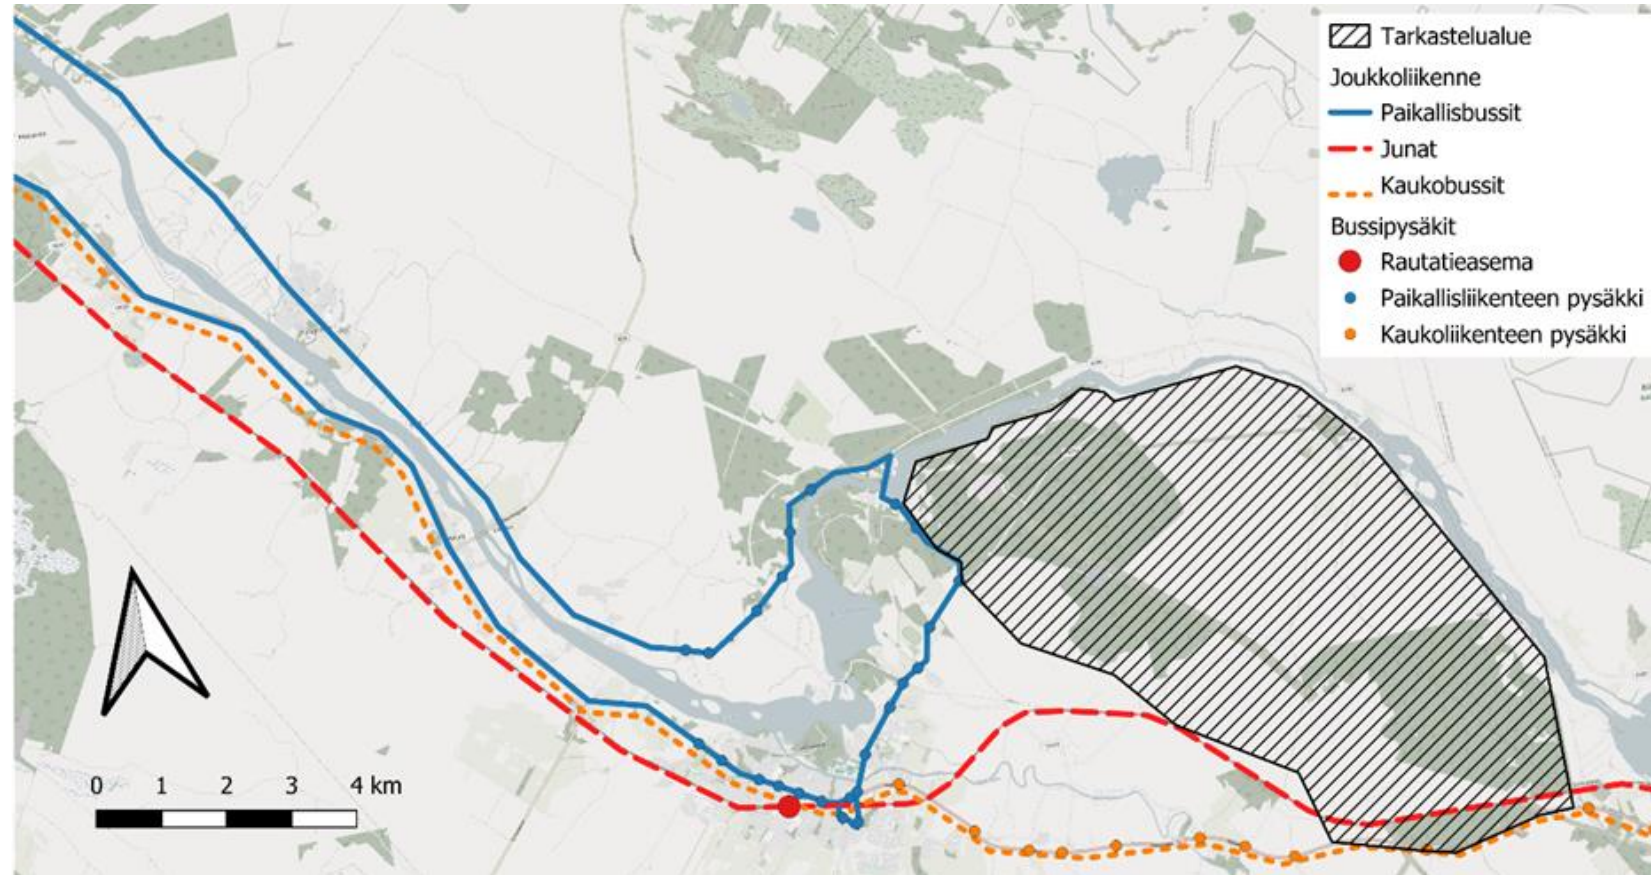 Tarkastelualue
Joukkoliikenne
Paikallisbussit
Junat
Kaukobussit
Bussipysäkit
Rautatieasema
Paikallisliikenteen pysäkki
Kaukoliikenteen pysäkki
0 1 2 3 4 km